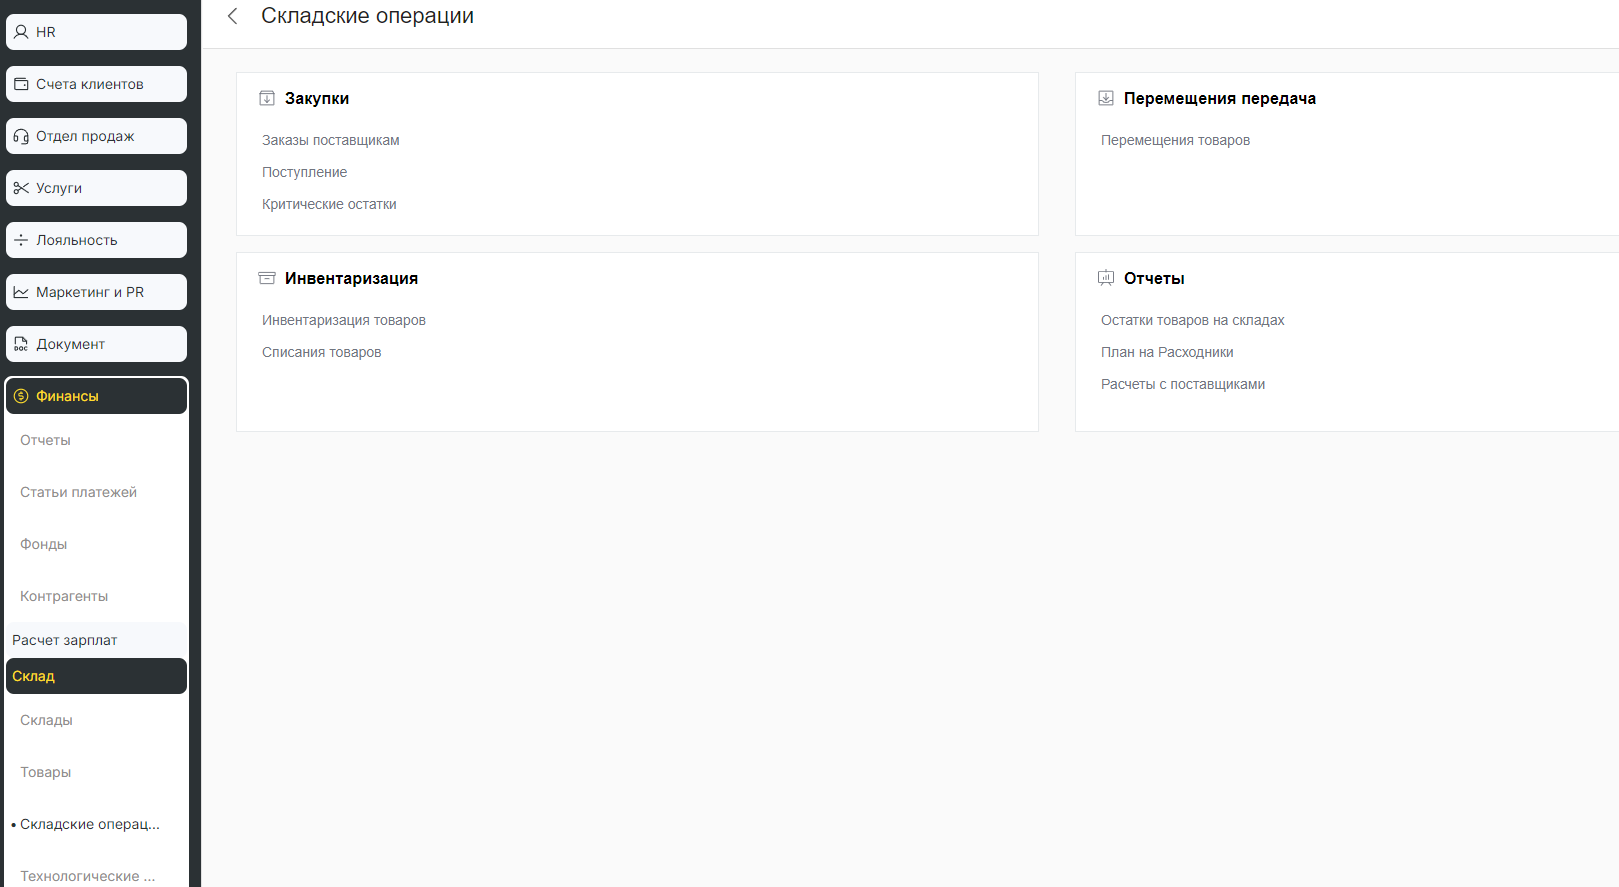 HR
Счета клиентов
Отдел продаж
Услуги
Лояльность
Маркетинг и PR
Документ
Финансы
Отчеты
Статьи платежей
Фонды
Контрагенты
Расчет зарплат
Склад
Склады
Товары
• Складские операц...
Технологические ...
Складские операции
Закупки
Заказы поставщикам
Поступление
Критические остатки
Перемещения передача
Перемещения товаров
Инвентаризация
Инвентаризация товаров
Списания товаров
Отчеты
Остатки товаров на складах
План на Расходники
Расчеты с поставщиками